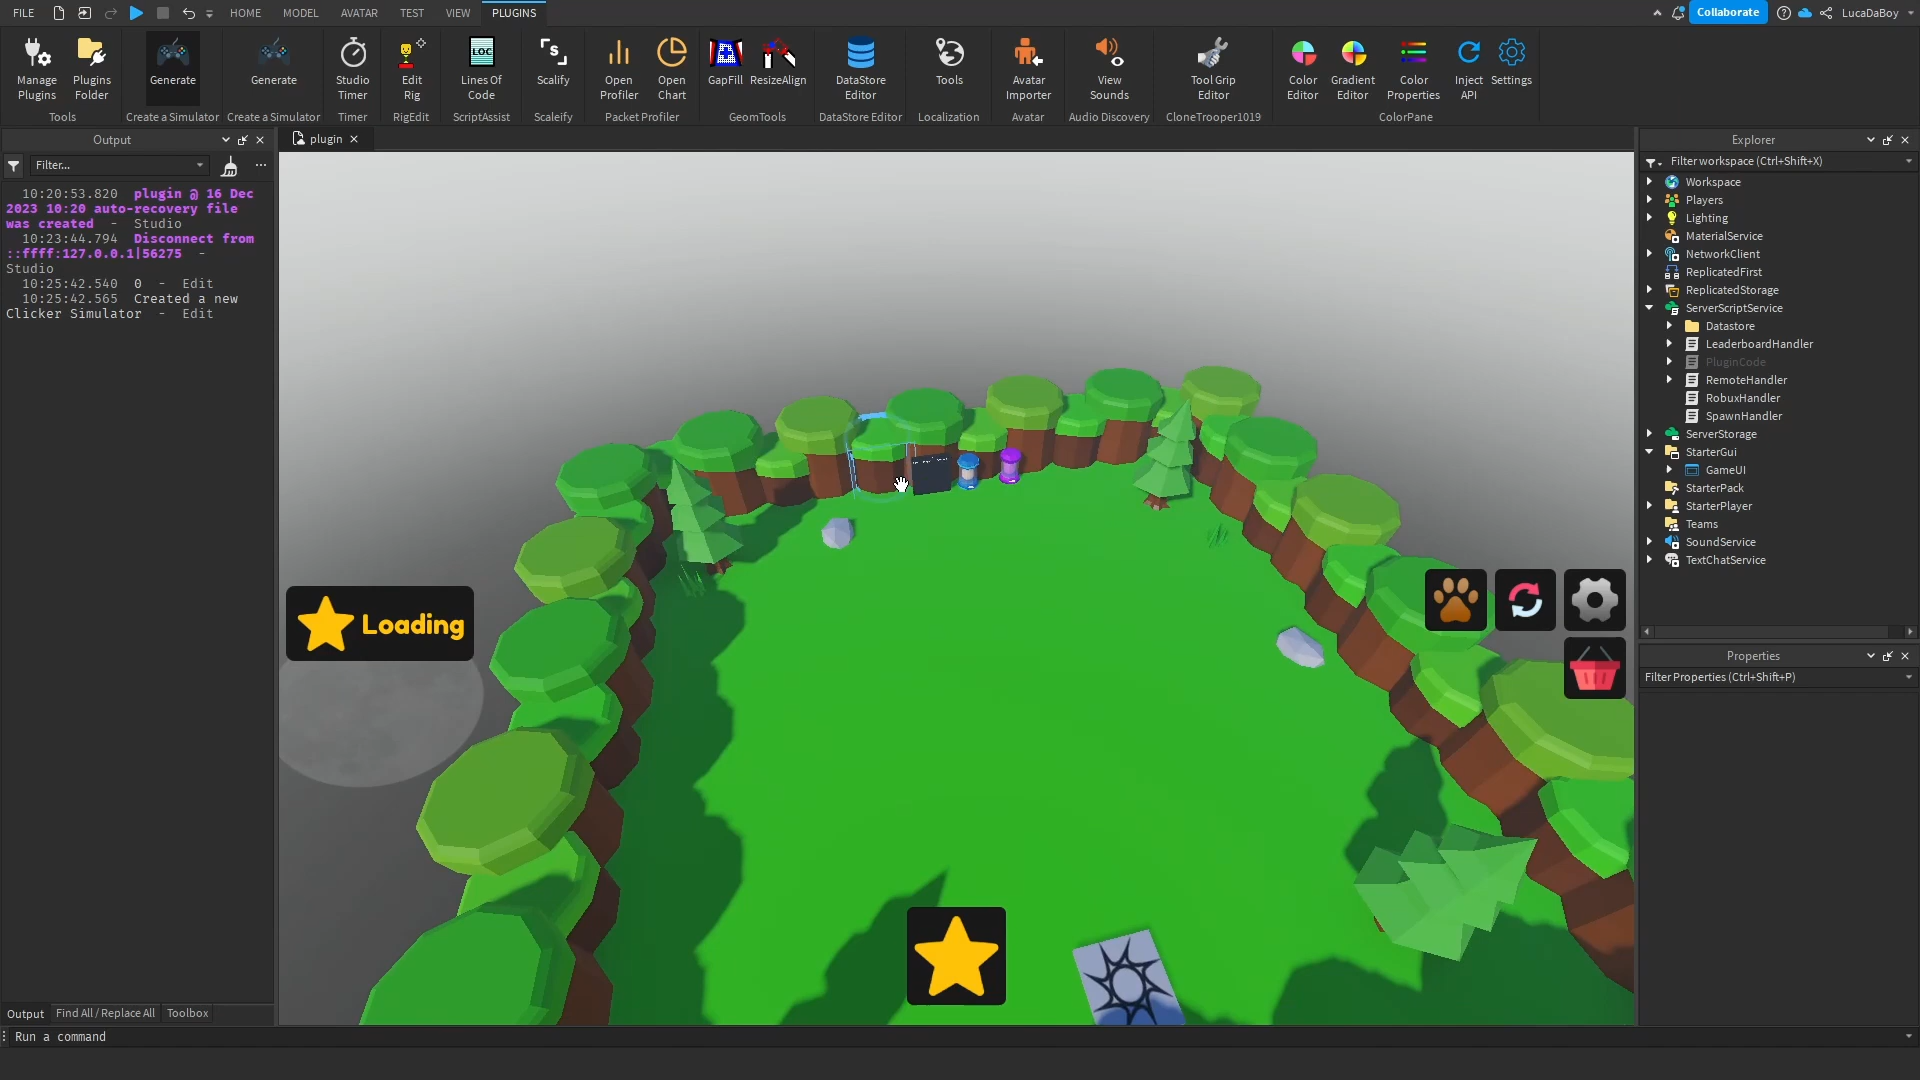 FILE
HOME
MODEL
AVATAR
TEST
VIEW
PLUGINS
Collaborate
LucaDaBoy
Manage
Plugins
Plugins
Folder
Tools
Generate
Create a Simulator
Generate
Create a Simulator
Studio
Timer
Timer
Edit
Rig
RigEdit
LOC
Lines Of
Code
ScriptAssist
S
Scalify
Scaleify
Open
Profiler
Open
Chart
Packet Profiler
GapFill
ResizeAlign
GeomTools
DataStore
Editor
DataStore Editor
Tools
Localization
Avatar
Importer
Avatar
View
Sounds
Audio Discovery
Tool Grip
Editor
CloneTrooper1019
Color
Editor
Gradient
Editor
Color
Properties
Inject
API
Settings
ColorPane
Output
Filter...
10:20:53.820 plugin @ 16 Dec
2023 10:20 auto-recovery file
was created - Studio
10:23:44.794 Disconnect from
::ffff:127.0.0.1|56275 -
Studio
10:25:42.540 0 - Edit
10:25:42.565 Created a new
Clicker Simulator - Edit
Output
Find All / Replace All
Toolbox
Run a command
plugin
Loading
Explorer
Filter workspace (Ctrl+Shift+X)
Workspace
Players
Lighting
MaterialService
NetworkClient
ReplicatedFirst
ReplicatedStorage
ServerScriptService
Datastore
LeaderboardHandler
PluginCode
RemoteHandler
RobuxHandler
SpawnHandler
ServerStorage
StarterGui
GameUI
StarterPack
StarterPlayer
Teams
SoundService
TextChatService
Properties
Filter Properties (Ctrl+Shift+P)